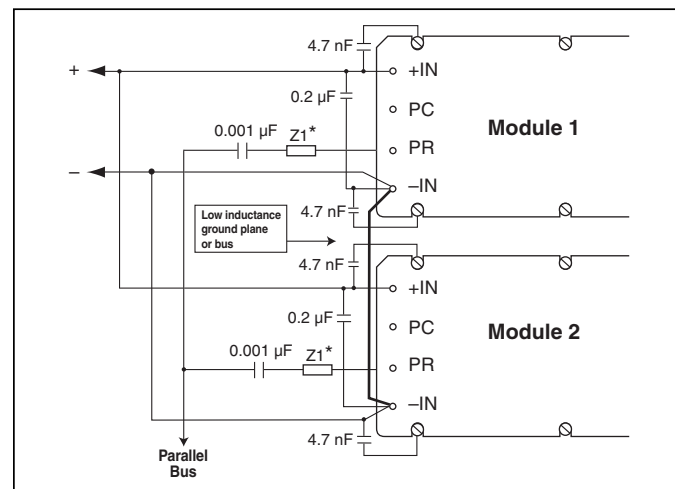 4.7 nF
+
+IN
0.2 µF
PC
Module 1
0.001 µF
Z1*
PR
–
–IN
4.7 nF
Low inductance
ground plane
or bus
4.7 nF
+IN
0.2 µF
PC
Module 2
0.001 µF
Z1*
PR
–IN
4.7 nF
Parallel
Bus